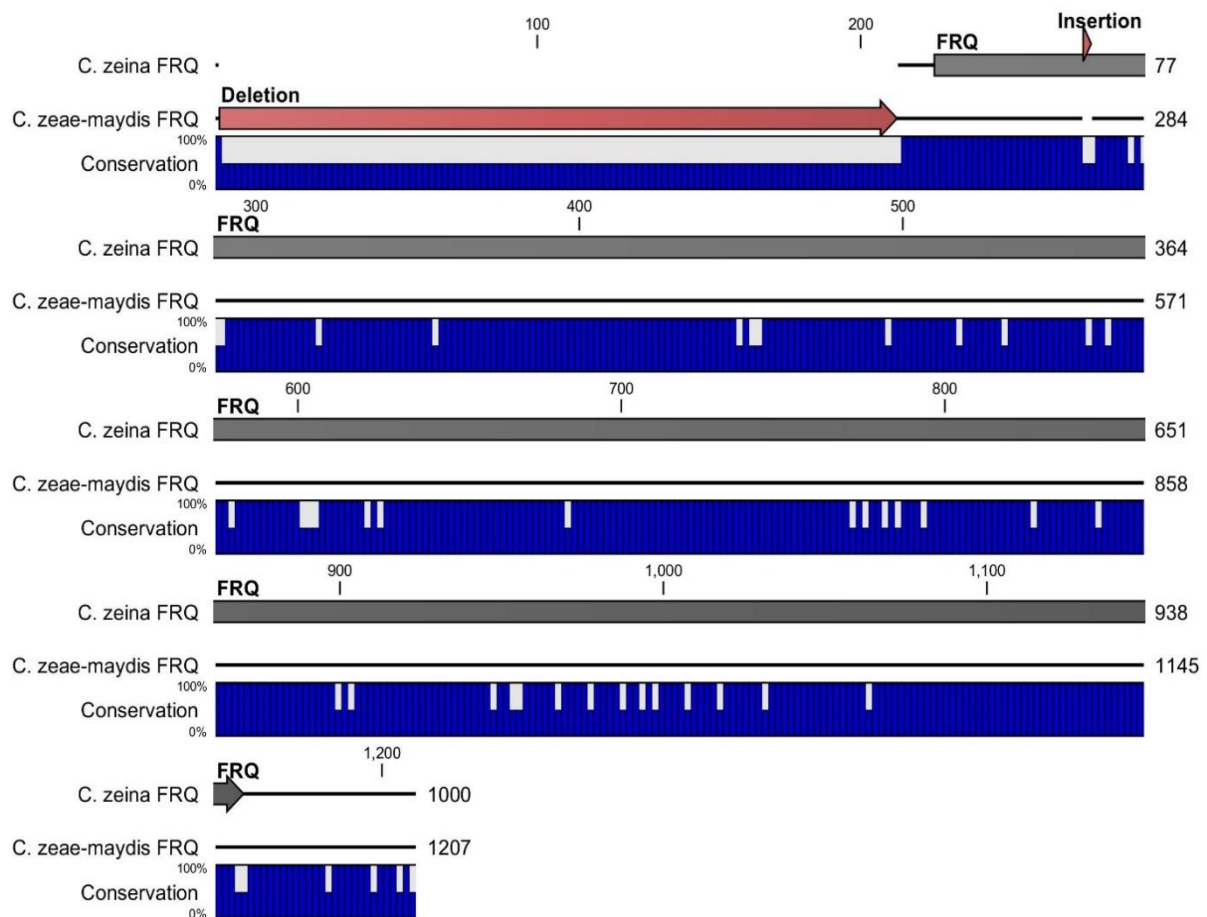 100 200 Insertion
FRQ
C. zeina FRQ 77
Deletion
C. zeae-maydis FRQ 284
100%
Conservation
0%
300 400 500
FRQ
C. zeina FRQ 364
C. zeae-maydis FRQ 571
100%
Conservation
0%
600 700 800
FRQ
C. zeina FRQ 651
C. zeae-maydis FRQ 858
100%
Conservation
0%
900 1,000 1,100
FRQ
C. zeina FRQ 938
C. zeae-maydis FRQ 1145
100%
Conservation
0%
1,200
FRQ
C. zeina FRQ 1000
C. zeae-maydis FRQ 1207
100%
Conservation
0%